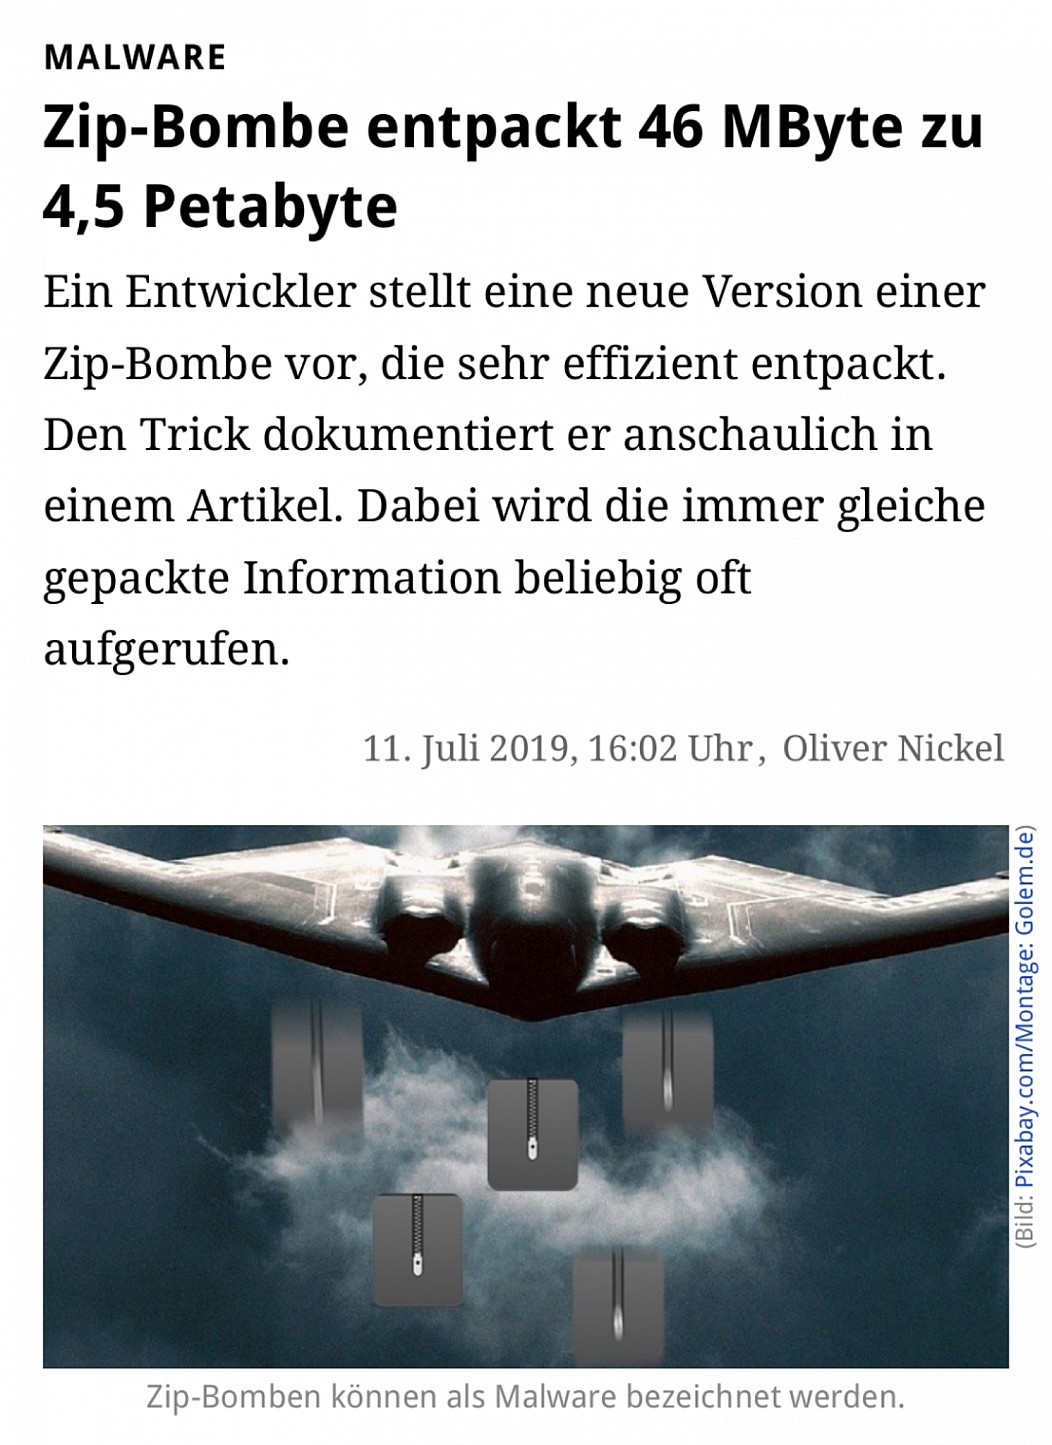 MALWARE
Zip-Bombe entpackt 46 MByte zu
4,5 Petabyte
Ein Entwickler stellt eine neue Version einer
Zip-Bombe vor, die sehr effizient entpackt.
Den Trick dokumentiert er anschaulich in
einem Artikel. Dabei wird die immer gleiche
gepackte Information beliebig oft
aufgerufen.
11. Juli 2019, 16:02 Uhr, Oliver Nickel
(Bild: Pixabay.com/Montage: Golem.de)
Zip-Bomben können als Malware bezeichnet werden.